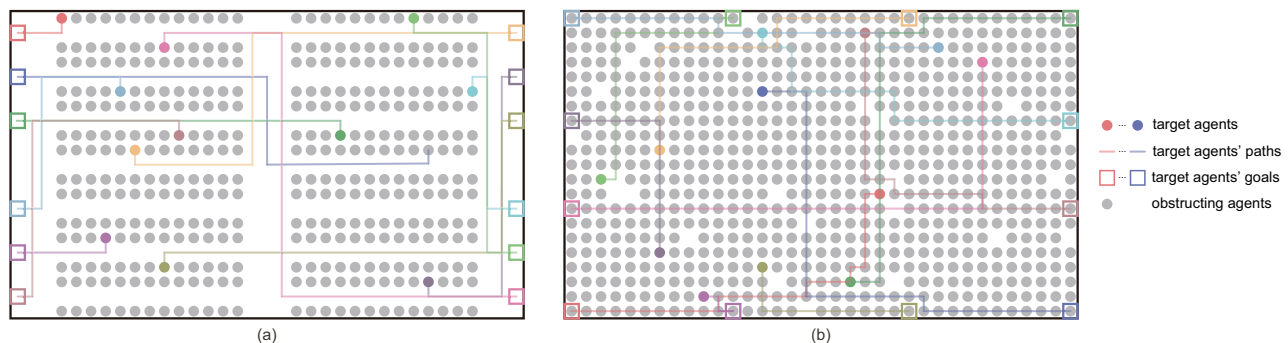 target agents
target agents' paths
target agents' goals
obstructing agents
(a)
(b)